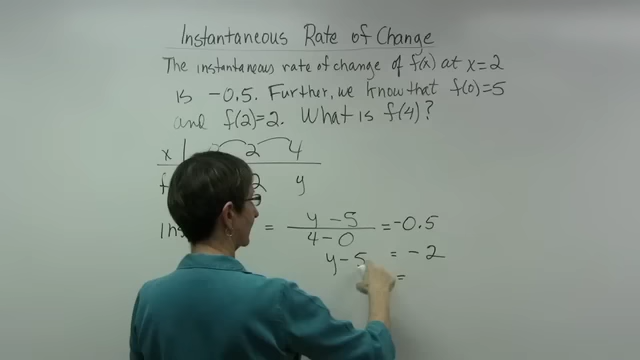 Instantaneous Rate of Change
The instantaneous rate of change of f(x) at x=2
is -0.5. Further, we know that f(0)=5
and f(2)=2. What is f(4)?
x 2 4
f 2 y
= y-5 / 4-0 = -0.5
y-5 = -2
=